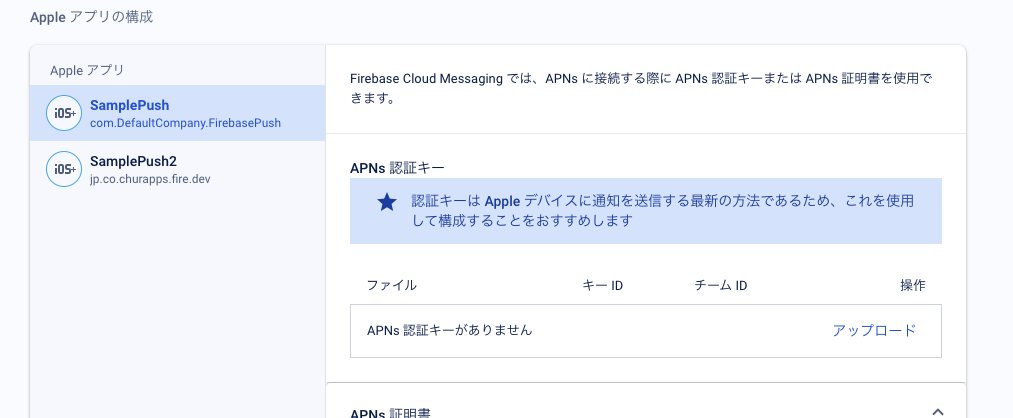 Apple アプリの構成
Apple アプリ
iOS+
SamplePush
com.DefaultCompany.FirebasePush
iOS+
SamplePush2
jp.co.churapps.fire.dev
Firebase Cloud Messaging では、APNs に接続する際に APNs 認証キーまたは APNs 証明書を使用で
きます。
APNs 認証キー
認証キーは Apple デバイスに通知を送信する最新の方法であるため、これを使用
して構成することをおすすめします
ファイル キー ID チーム ID 操作
APNs 認証キーがありません アップロード
APNs 証明書